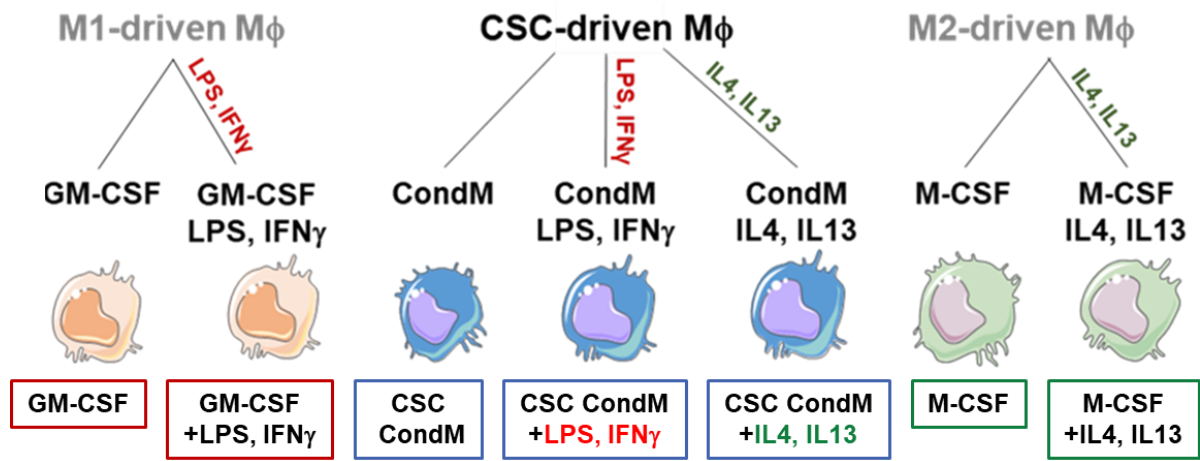 M1-driven Mϕ
CSC-driven Mϕ
M2-driven Mϕ
LPS, IFNγ
LPS, IFNγ
IL4, IL13
IL4, IL13
GM-CSF
GM-CSF
LPS, IFNγ
CondM
CondM
LPS, IFNγ
CondM
IL4, IL13
M-CSF
M-CSF
IL4, IL13
GM-CSF
GM-CSF
+LPS, IFNγ
CSC
CondM
CSC CondM
+LPS, IFNγ
CSC CondM
+IL4, IL13
M-CSF
M-CSF
+IL4, IL13